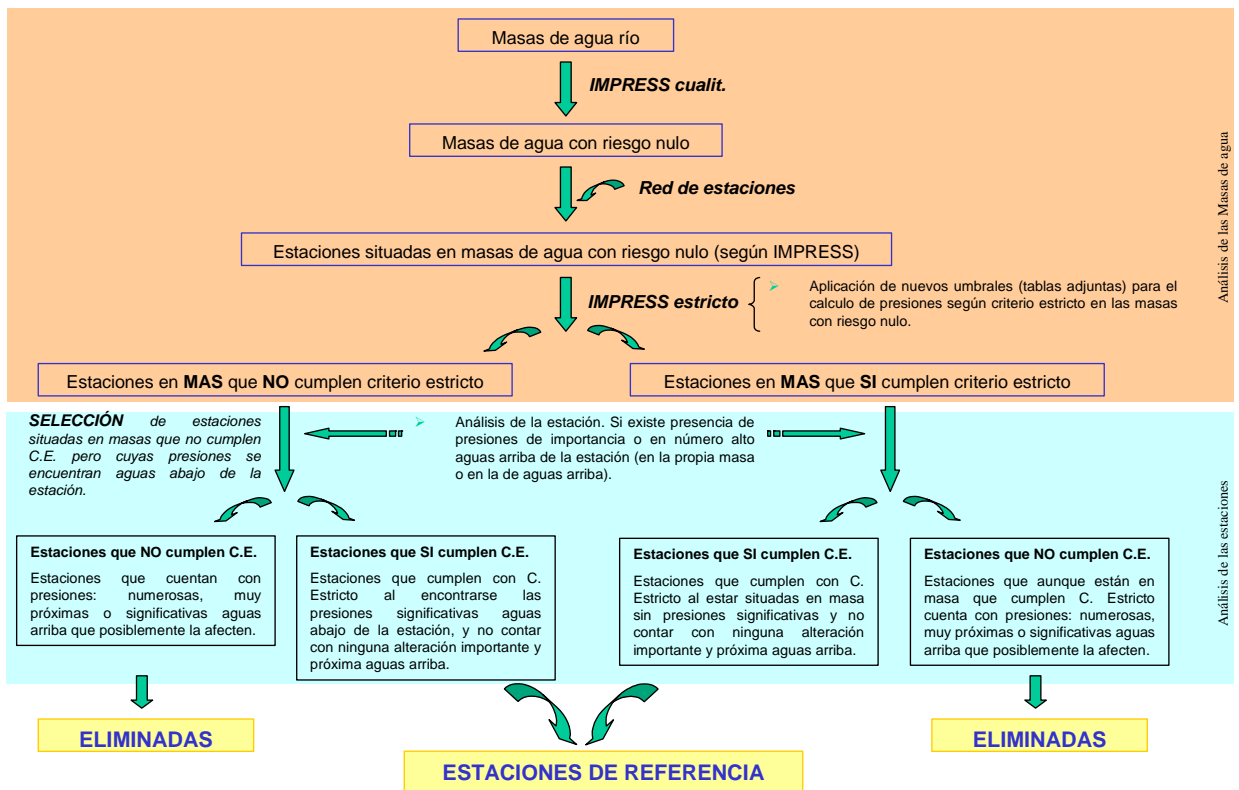 Masas de agua río
IMPRESS cualit.
Masas de agua con riesgo nulo
Red de estaciones
Estaciones situadas en masas de agua con riesgo nulo (según IMPRESS)
IMPRESS estricto
Aplicación de nuevos umbrales (tablas adjuntas) para el
calculo de presiones según criterio estricto en las masas
con riesgo nulo.
Análisis de las Masas de agua
Estaciones en MAS que NO cumplen criterio estricto
Estaciones en MAS que SI cumplen criterio estricto
SELECCIÓN de estaciones
situadas en masas que no cumplen
C.E. pero cuyas presiones se
encuentran aguas abajo de la
estación.
Análisis de la estación. Si existe presencia de
presiones de importancia o en número alto
aguas arriba de la estación (en la propia masa
o en la de aguas arriba).
Análisis de las estaciones
Estaciones que NO cumplen C.E.
Estaciones que cuentan con
presiones: numerosas, muy
próximas o significativas aguas
arriba que posiblemente la afecten.
Estaciones que SI cumplen C.E.
Estaciones que cumplen con C.
Estricto al encontrarse las
presiones significativas aguas
abajo de la estación, y no contar
con ninguna alteración importante y
próxima aguas arriba.
Estaciones que SI cumplen C.E.
Estaciones que cumplen con C.
Estricto al estar situadas en masa
sin presiones significativas y no
contar con ninguna alteración
importante y próxima aguas arriba.
Estaciones que NO cumplen C.E.
Estaciones que aunque están en
masa que cumplen C. Estricto
cuenta con presiones: numerosas,
muy próximas o significativas aguas
arriba que posiblemente la afecten.
ELIMINADAS
ELIMINADAS
ESTACIONES DE REFERENCIA